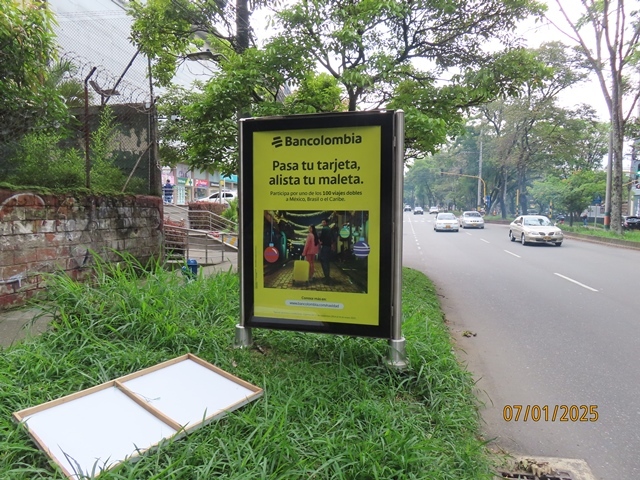 Bancolombia
Pasa tu tarjeta,
alista tu maleta.
Participa por uno de los 100 viajes dobles
a México, Brasil o el Caribe.
07/01/2025